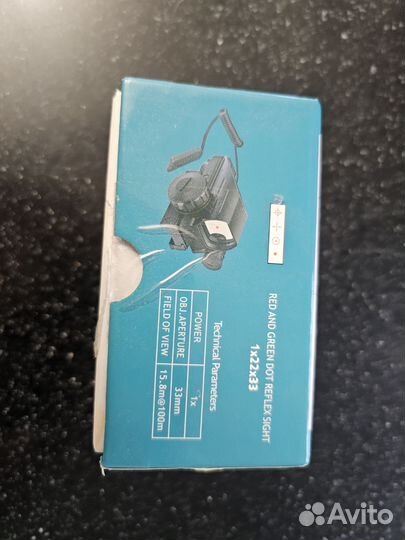 RED AND GREEN DOT REFLEX SIGHT
1x22x33
Technical Parameters
POWER 1x
OBJ.APERTURE 33mm
FIELD OF VIEW 15.8m@100m
Avito